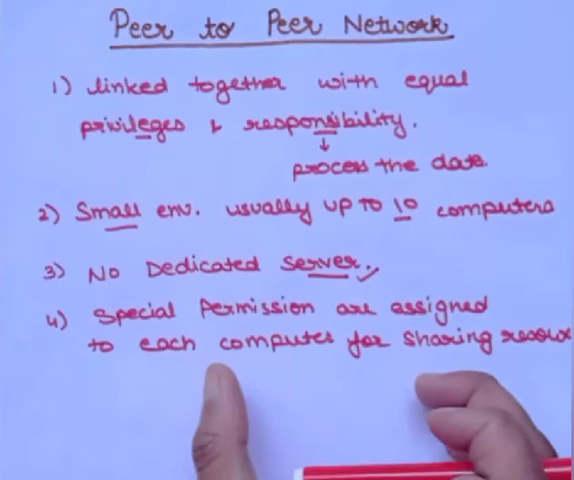 Peer to Peer Network
1) linked together with equal
privileges & responsibility.
↓
process the date.
2) Small env. usually up to 10 computers
3) No Dedicated server.
4) Special Permission are assigned
to each computer for sharing